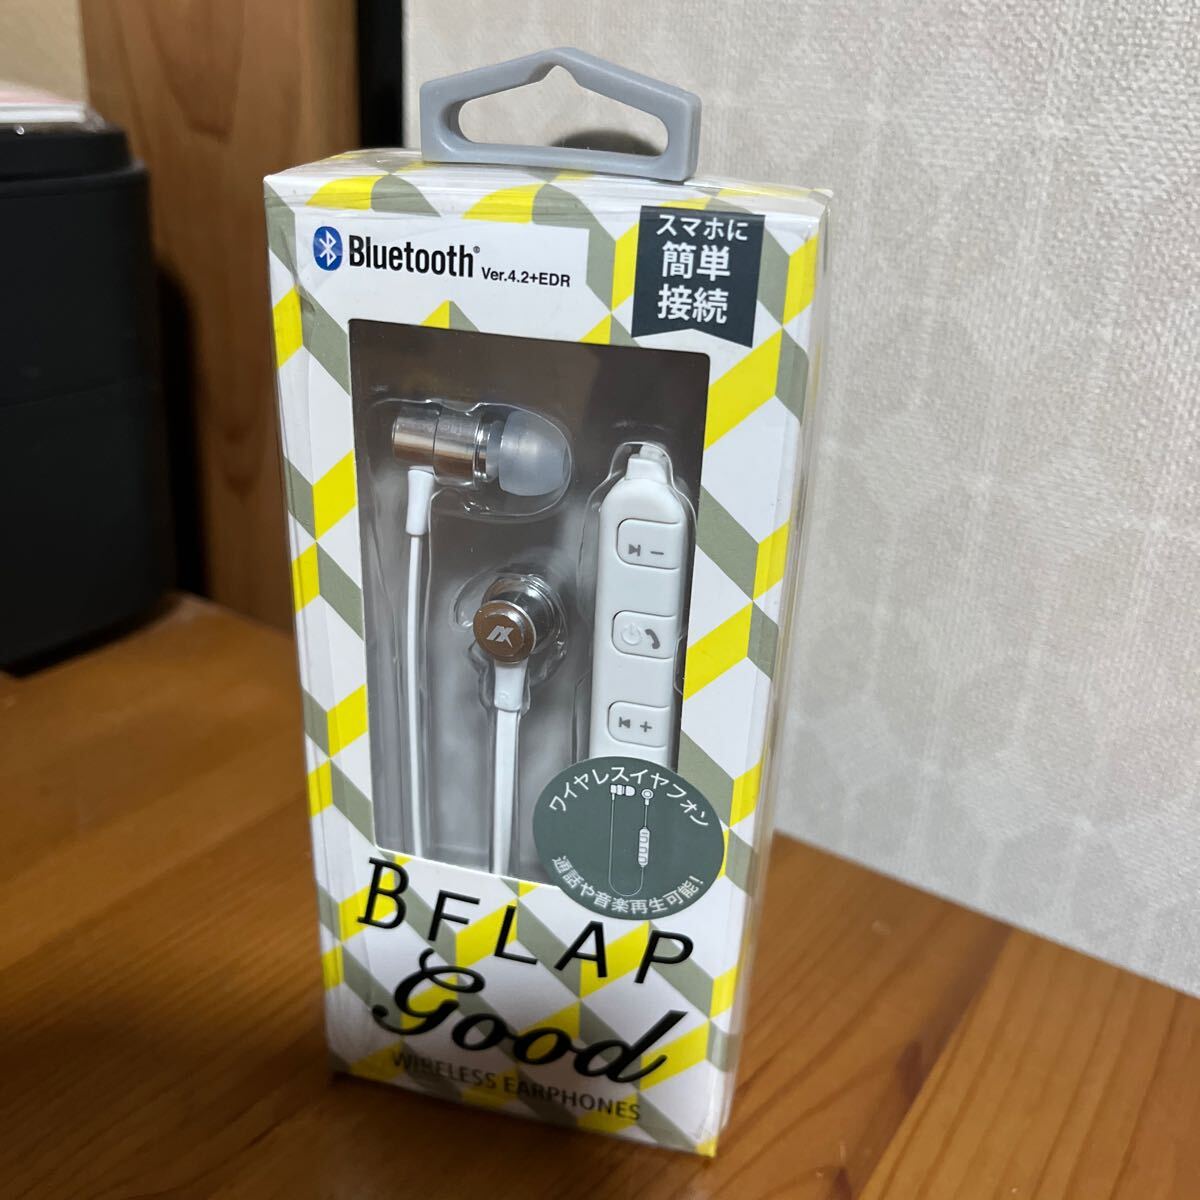 Bluetooth® Ver.4.2+EDR
スマホに
簡単
接続
R
ワイヤレスイヤフォン
通話や音楽再生可能!
BFLAP
good
WIRELESS EARPHONES